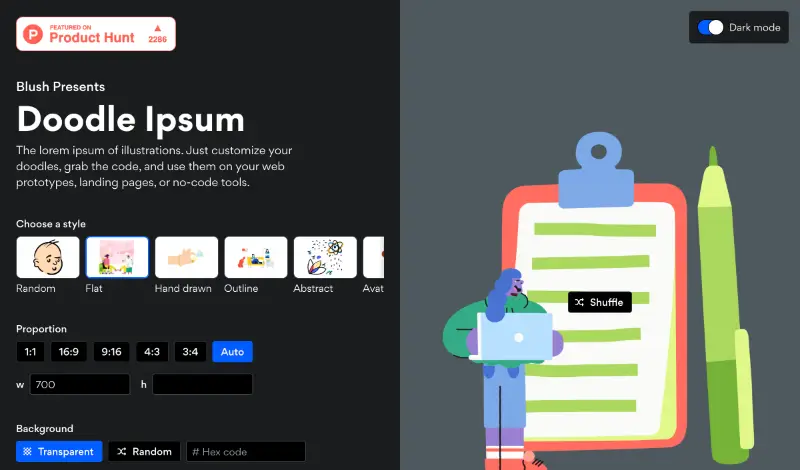 FEATURED ON
Product Hunt
2286
Dark mode
Blush Presents
Doodle Ipsum
The lorem ipsum of illustrations. Just customize your
doodles, grab the code, and use them on your web
prototypes, landing pages, or no-code tools.
Choose a style
Random Flat Hand drawn Outline Abstract Avat
Shuffle
Proportion
1:1 16:9 9:16 4:3 3:4 Auto
w 700 h
Background
Transparent Random # Hex code